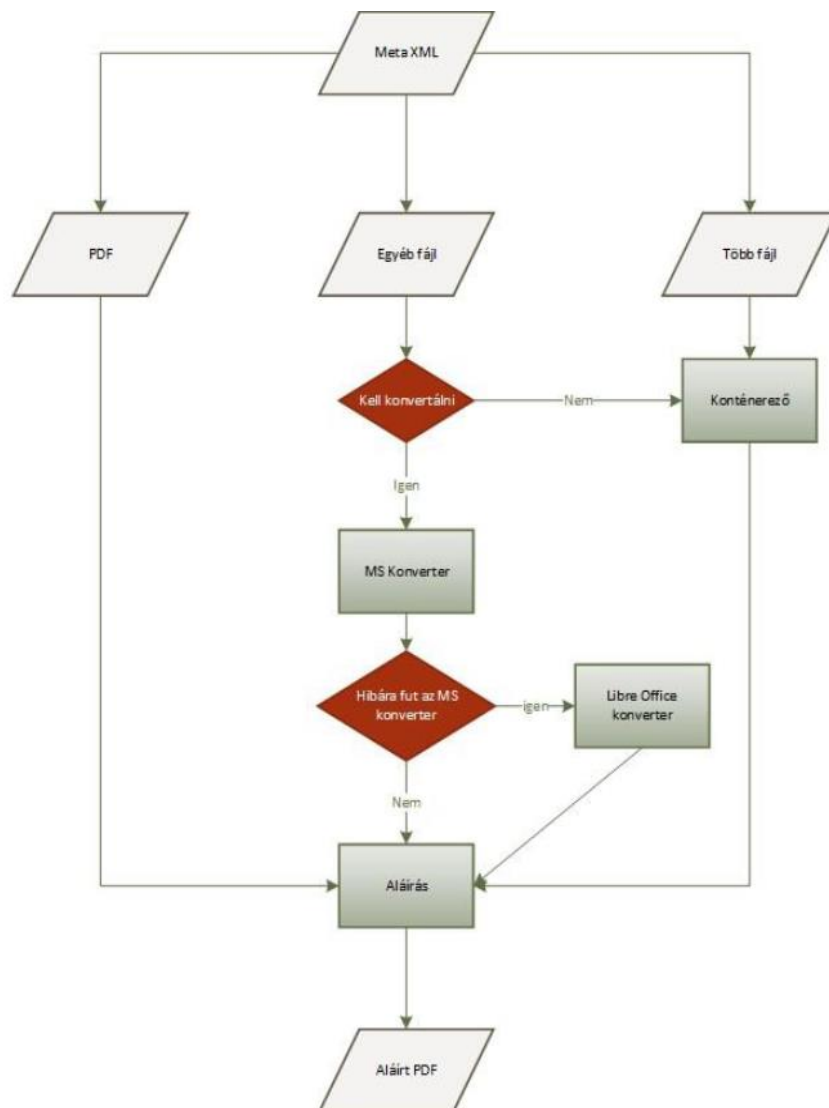 Meta XML
PDF
Egyéb fájl
Több fájl
Kell konvertálni
Nem
Konténerező
Igen
MS Konverter
Hibára fut az MS
konverter
igen
Libre Office
konverter
Nem
Aláírás
Aláírt PDF